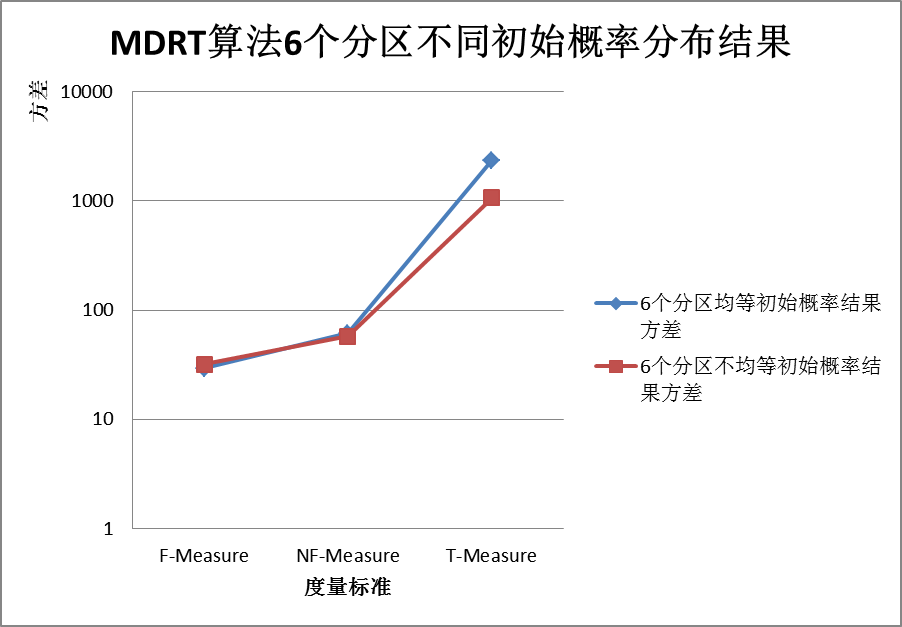 MDRT算法6个分区不同初始概率分布结果
方差
10000
1000
100
10
1
F-Measure
NF-Measure
T-Measure
度量标准
6个分区均等初始概率结果
方差
6个分区不均等初始概率结
果方差